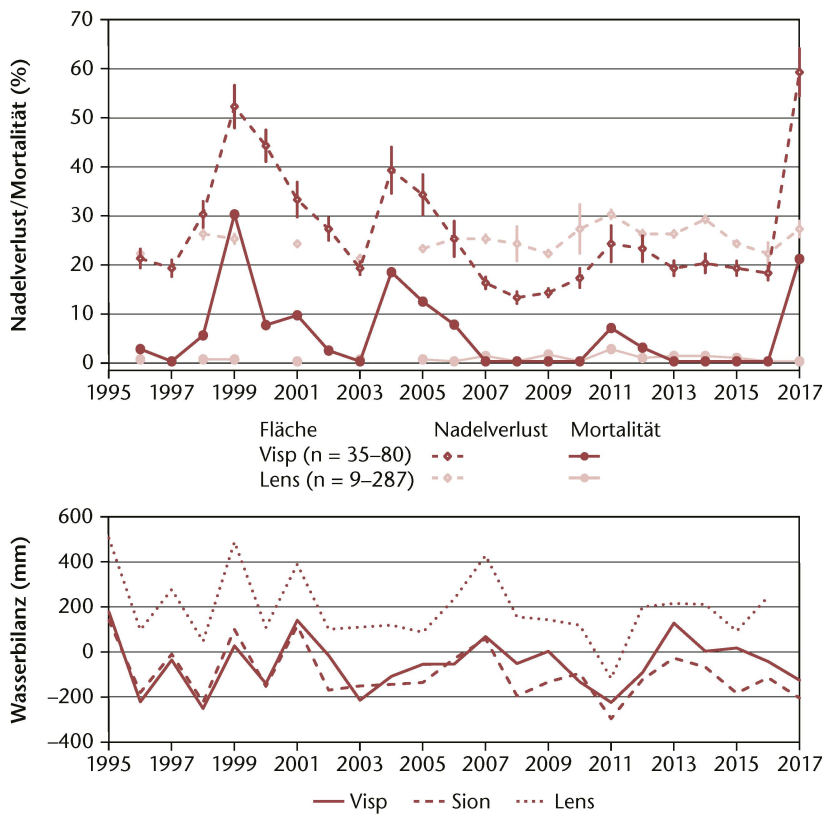 Nadelverlust/Mortalität (%)
70
60
50
40
30
20
10
0
1995 1997 1999 2001 2003 2005 2007 2009 2011 2013 2015 2017
Fläche Nadelverlust Mortalität
Visp (n = 35–80)
Lens (n = 9–287)
Wasserbilanz (mm)
600
400
200
0
–200
–400
1995 1997 1999 2001 2003 2005 2007 2009 2011 2013 2015 2017
Visp Sion Lens